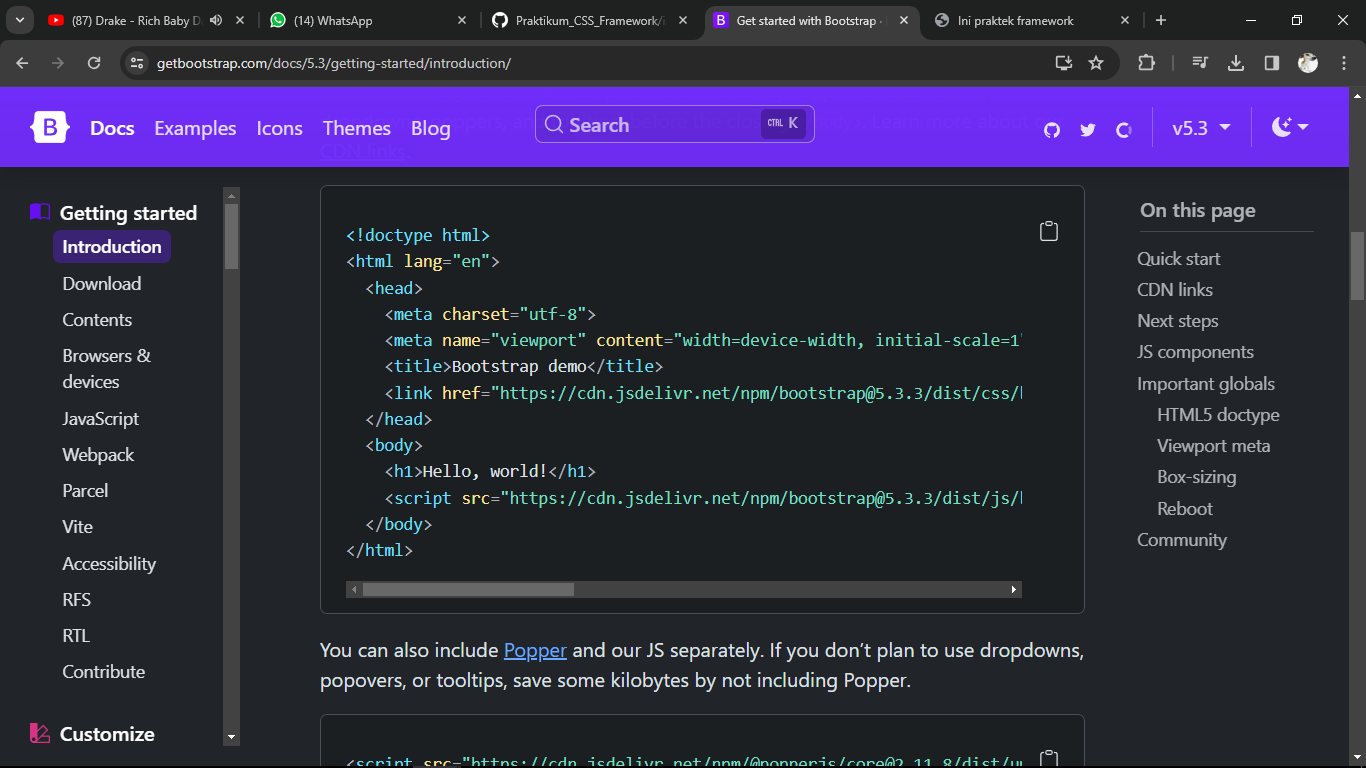 (87) Drake - Rich Baby D
(14) WhatsApp
Praktikum_CSS_Framework/i
Get started with Bootstrap ·
Ini praktek framework
getbootstrap.com/docs/5.3/getting-started/introduction/
B Docs Examples Icons Themes Blog
Search CTRL K
v5.3
CDN links.
Getting started
Introduction
Download
Contents
Browsers &
devices
JavaScript
Webpack
Parcel
Vite
Accessibility
RFS
RTL
Contribute
Customize
<!doctype html>
<html lang="en">
<head>
<meta charset="utf-8">
<meta name="viewport" content="width=device-width, initial-scale=1"
<title>Bootstrap demo</title>
<link href="https://cdn.jsdelivr.net/npm/bootstrap@5.3.3/dist/css/
</head>
<body>
<h1>Hello, world!</h1>
<script src="https://cdn.jsdelivr.net/npm/bootstrap@5.3.3/dist/js/
</body>
</html>
You can also include Popper and our JS separately. If you don’t plan to use dropdowns,
popovers, or tooltips, save some kilobytes by not including Popper.
<script src="https://cdn.jsdelivr.net/npm/@popperjs/core@2.11.8/dist/
On this page
Quick start
CDN links
Next steps
JS components
Important globals
HTML5 doctype
Viewport meta
Box-sizing
Reboot
Community